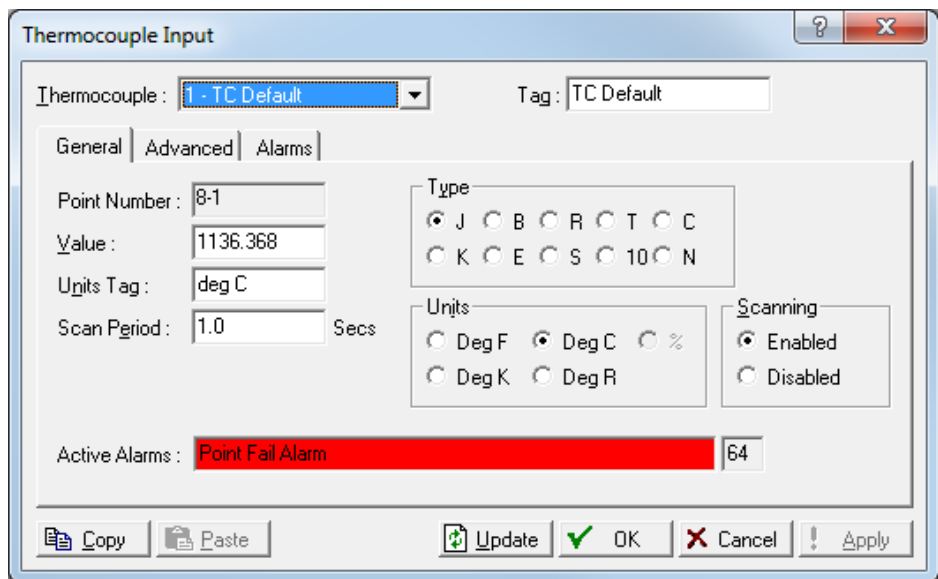 Thermocouple Input
Thermocouple : 1 - TC Default Tag : TC Default
General Advanced Alarms
Point Number : 8-1
Value : 1136.368
Units Tag : deg C
Scan Period : 1.0 Secs
Type
J B R T C
K E S 10 N
Units
Deg F Deg C %
Deg K Deg R
Scanning
Enabled
Disabled
Active Alarms : Point Fail Alarm 64
Copy Paste Update OK Cancel Apply